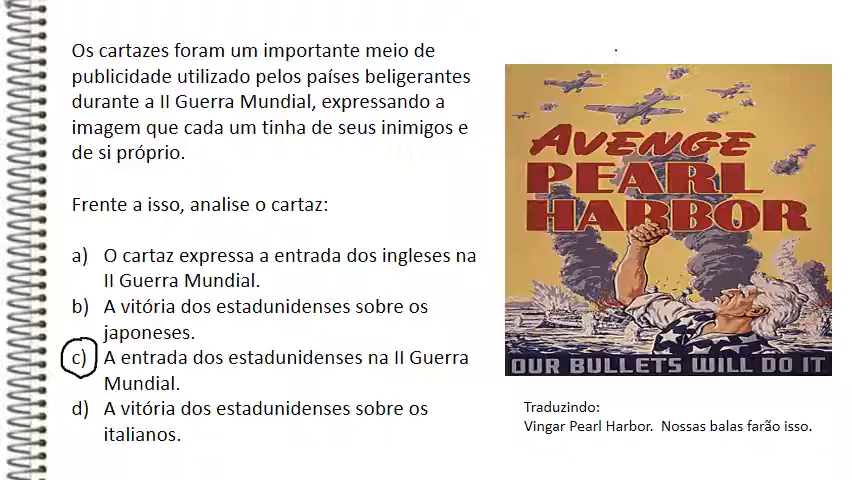 Os cartazes foram um importante meio de
publicidade utilizado pelos países beligerantes
durante a II Guerra Mundial, expressando a
imagem que cada um tinha de seus inimigos e
de si próprio.
Frente a isso, analise o cartaz:
a) O cartaz expressa a entrada dos ingleses na
II Guerra Mundial.
b) A vitória dos estadunidenses sobre os
japoneses.
c) A entrada dos estadunidenses na II Guerra
Mundial.
d) A vitória dos estadunidenses sobre os
italianos.
AVENGE
PEARL
HARBOR
OUR BULLETS WILL DO IT
Traduzindo:
Vingar Pearl Harbor. Nossas balas farão isso.